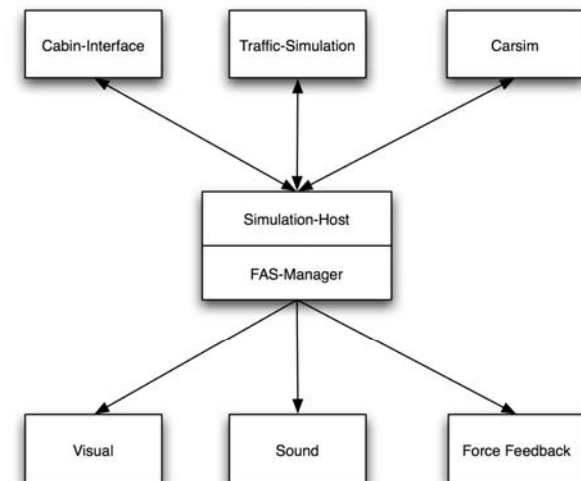 Cabin-Interface
Traffic-Simulation
Carsim
Simulation-Host
FAS-Manager
Visual
Sound
Force Feedback